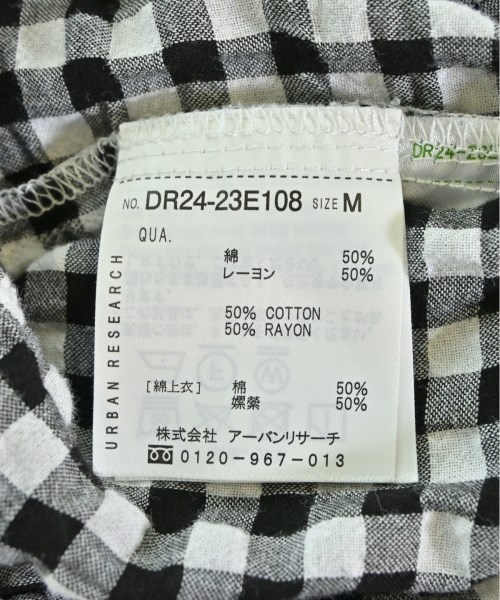 NO. DR24-23E108 SIZE M
QUA.
綿 50%
レーヨン 50%
50% COTTON
50% RAYON
[綿上衣] 棉 50%
嫘縈 50%
株式会社 アーバンリサーチ
0120-967-013
URBAN RESEARCH